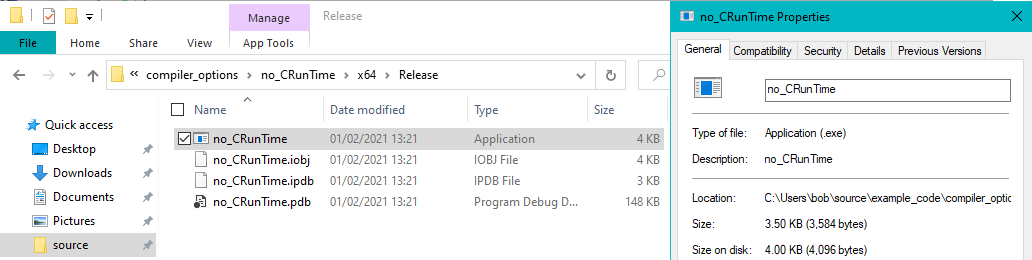 Manage Release
File Home Share View App Tools
« compiler_options > no_CRunTime > x64 > Release
Name Date modified Type Size
Quick access
no_CRunTime 01/02/2021 13:21 Application 4 KB
Desktop
no_CRunTime.iobj 01/02/2021 13:21 IOBJ File 4 KB
Downloads
no_CRunTime.ipdb 01/02/2021 13:21 IPDB File 3 KB
Documents
no_CRunTime.pdb 01/02/2021 13:21 Program Debug D... 148 KB
Pictures
source
no_CRunTime Properties
General Compatibility Security Details Previous Versions
no_CRunTime
Type of file: Application (.exe)
Description: no_CRunTime
Location: C:\Users\bob\source\example_code\compiler_optio
Size: 3.50 KB (3,584 bytes)
Size on disk: 4.00 KB (4,096 bytes)